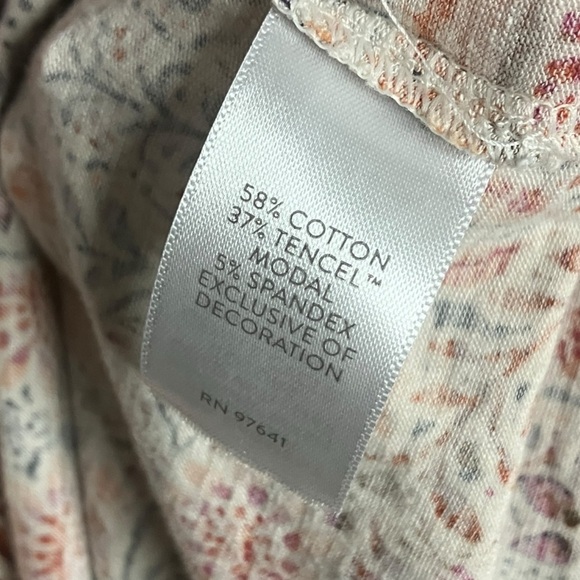 58% COTTON
37% TENCEL™
MODAL
5% SPANDEX
EXCLUSIVE OF
DECORATION
RN 97641